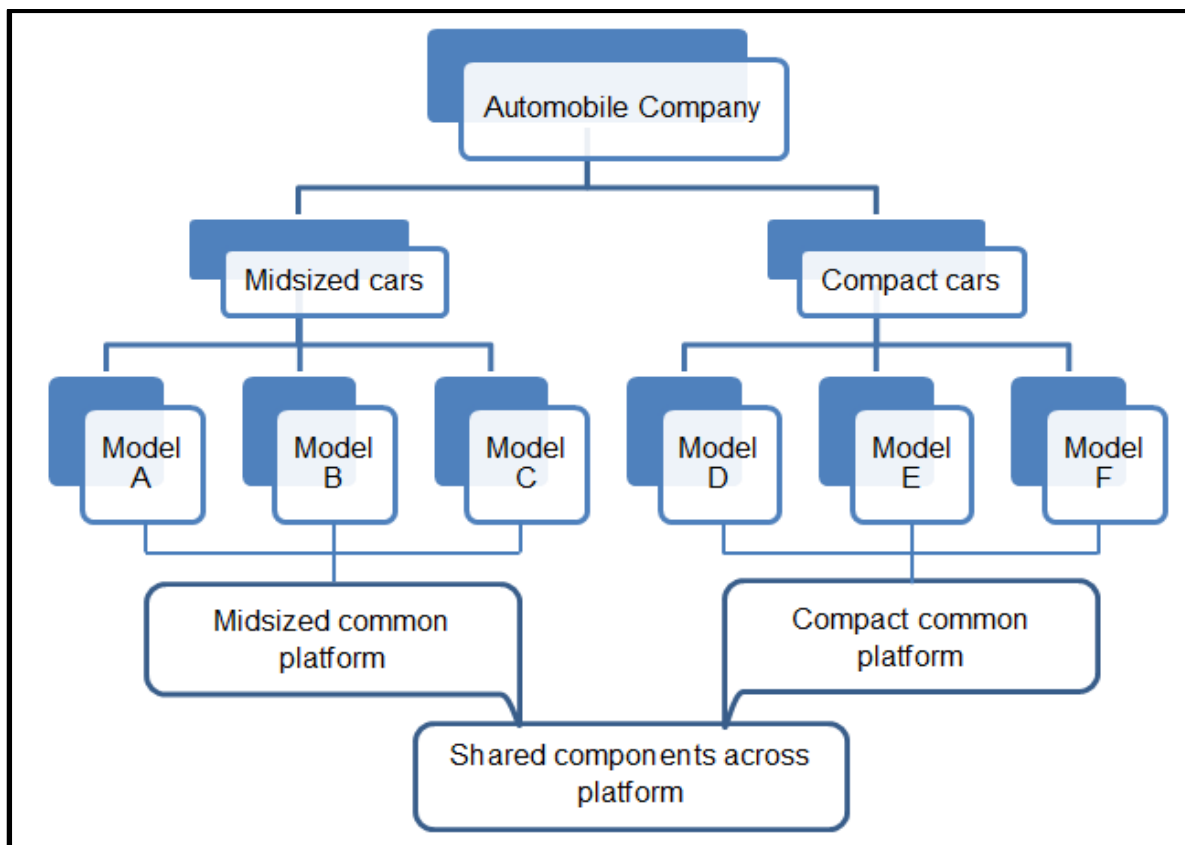 Automobile Company
Midsized cars
Compact cars
Model
A
Model
B
Model
C
Model
D
Model
E
Model
F
Midsized common
platform
Compact common
platform
Shared components across
platform